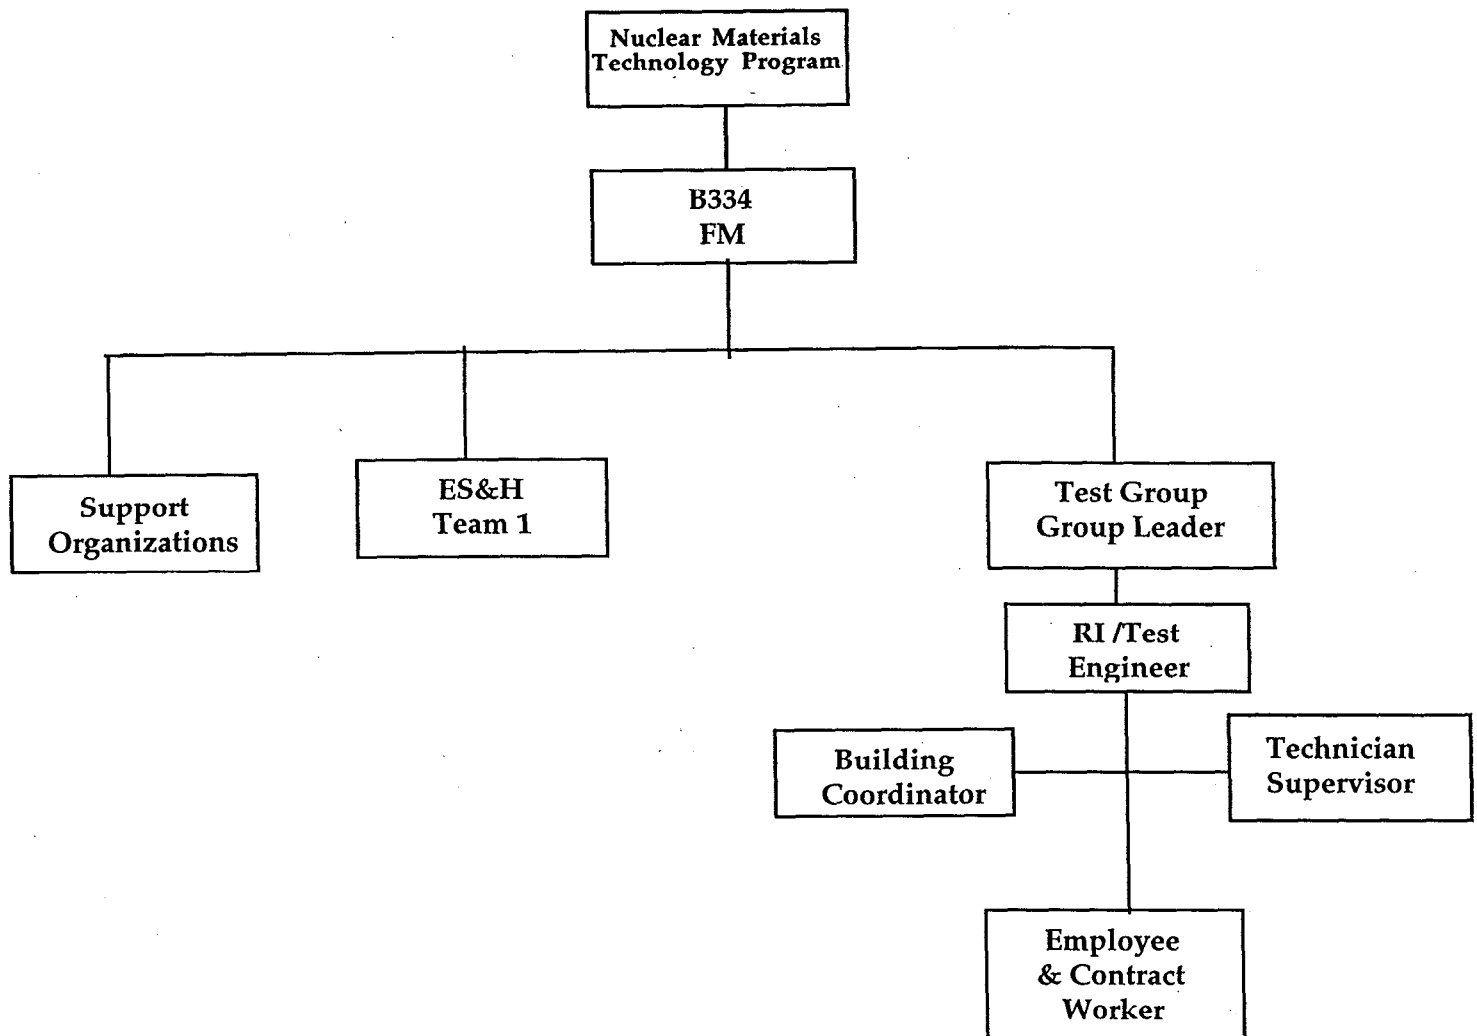 Nuclear Materials
Technology Program
B334
FM
Support
Organizations
ES&H
Team 1
Test Group
Group Leader
RI /Test
Engineer
Building
Coordinator
Technician
Supervisor
Employee
& Contract
Worker